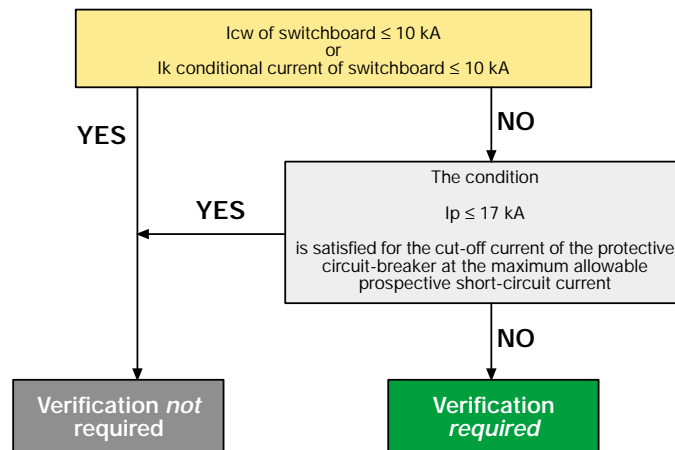 Icw of switchboard ≤ 10 kA
or
Ik conditional current of switchboard ≤ 10 kA
YES
NO
The condition
YES
Ip ≤ 17 kA
is satisfied for the cut-off current of the protective
circuit-breaker at the maximum allowable
prospective short-circuit current
NO
Verification not
required
Verification
required